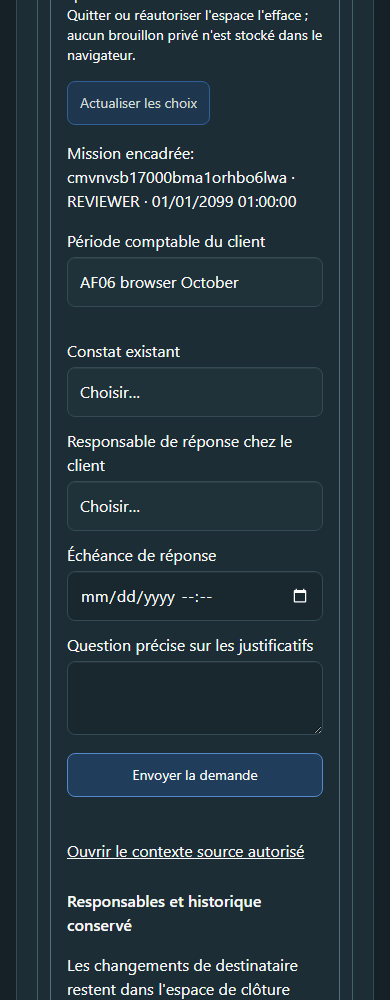 Quitter ou réautoriser l'espace l'efface ;
aucun brouillon privé n'est stocké dans le
navigateur.
Actualiser les choix
Mission encadrée:
cmvnvsb17000bma1orhbo6lwa ·
REVIEWER · 01/01/2099 01:00:00
Période comptable du client
AF06 browser October
Constat existant
Choisir...
Responsable de réponse chez le
client
Choisir...
Échéance de réponse
mm/dd/yyyy --:--
Question précise sur les justificatifs
Envoyer la demande
Ouvrir le contexte source autorisé
Responsables et historique
conservé
Les changements de destinataire
restent dans l'espace de clôture